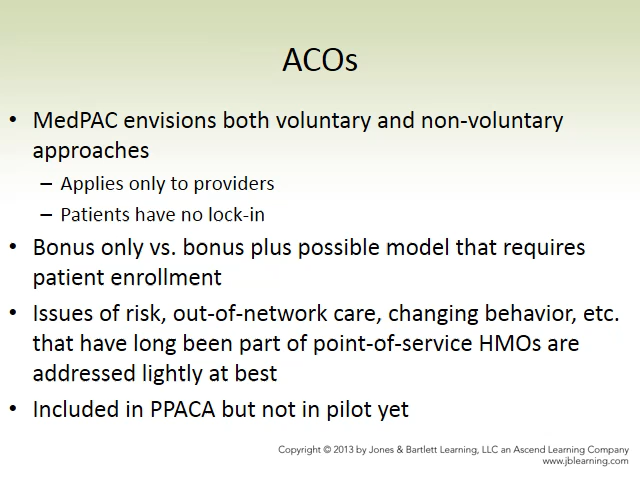 ACOs
• MedPAC envisions both voluntary and non-voluntary
approaches
– Applies only to providers
– Patients have no lock-in
• Bonus only vs. bonus plus possible model that requires
patient enrollment
• Issues of risk, out-of-network care, changing behavior, etc.
that have long been part of point-of-service HMOs are
addressed lightly at best
• Included in PPACA but not in pilot yet
Copyright © 2013 by Jones & Bartlett Learning, LLC an Ascend Learning Company
www.jblearning.com